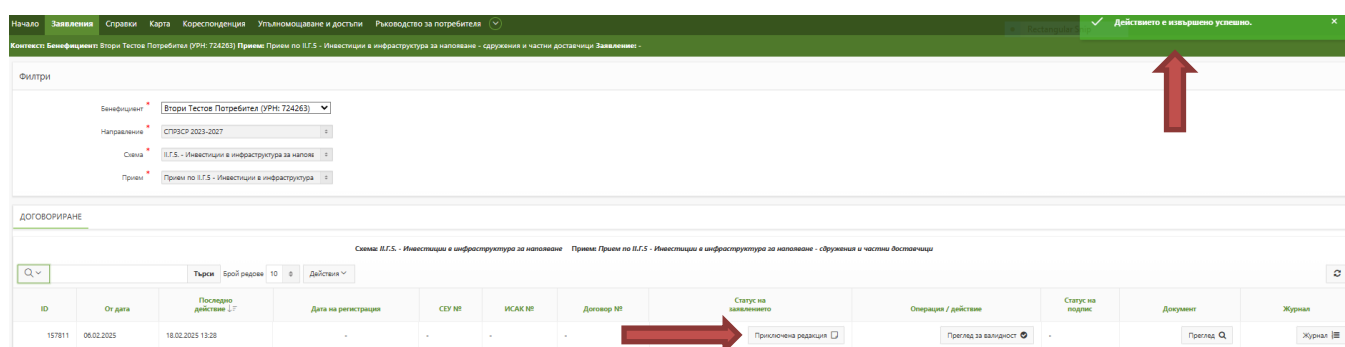 Начало Заявления Справки Карта Кореспонденция Упълномощаване и достъпи Ръководство за потребителя
Действието е извършено успешно.
Контекст: Бенефициент: Втори Тестов Потребител (УРН: 724263) Прием: Прием по II.Г.5 - Инвестиции в инфраструктура за напояване - сдружения и частни доставчици Заявление: -
Филтри
Бенефициент * Втори Тестов Потребител (УРН: 724263)
Направление * СПРЗСР 2023-2027
Схема * II.Г.5. - Инвестиции в инфраструктура за напояв
Прием * Прием по II.Г.5 - Инвестиции в инфраструктура
ДОГОВОРИРАНЕ
Схема: II.Г.5. - Инвестиции в инфраструктура за напояване Прием: Прием по II.Г.5 - Инвестиции в инфраструктура за напояване - сдружения и частни доставчици
Търси Брой редове 10 Действия
ID От дата Последно действие Дата на регистрация СЕУ № ИСАК № Договор № Статус на заявлението Операция / действие Статус на подпис Документ Журнал
157811 06.02.2025 18.02.2025 13:28 - - - - Приключена редакция Преглед за валидност - Преглед Журнал